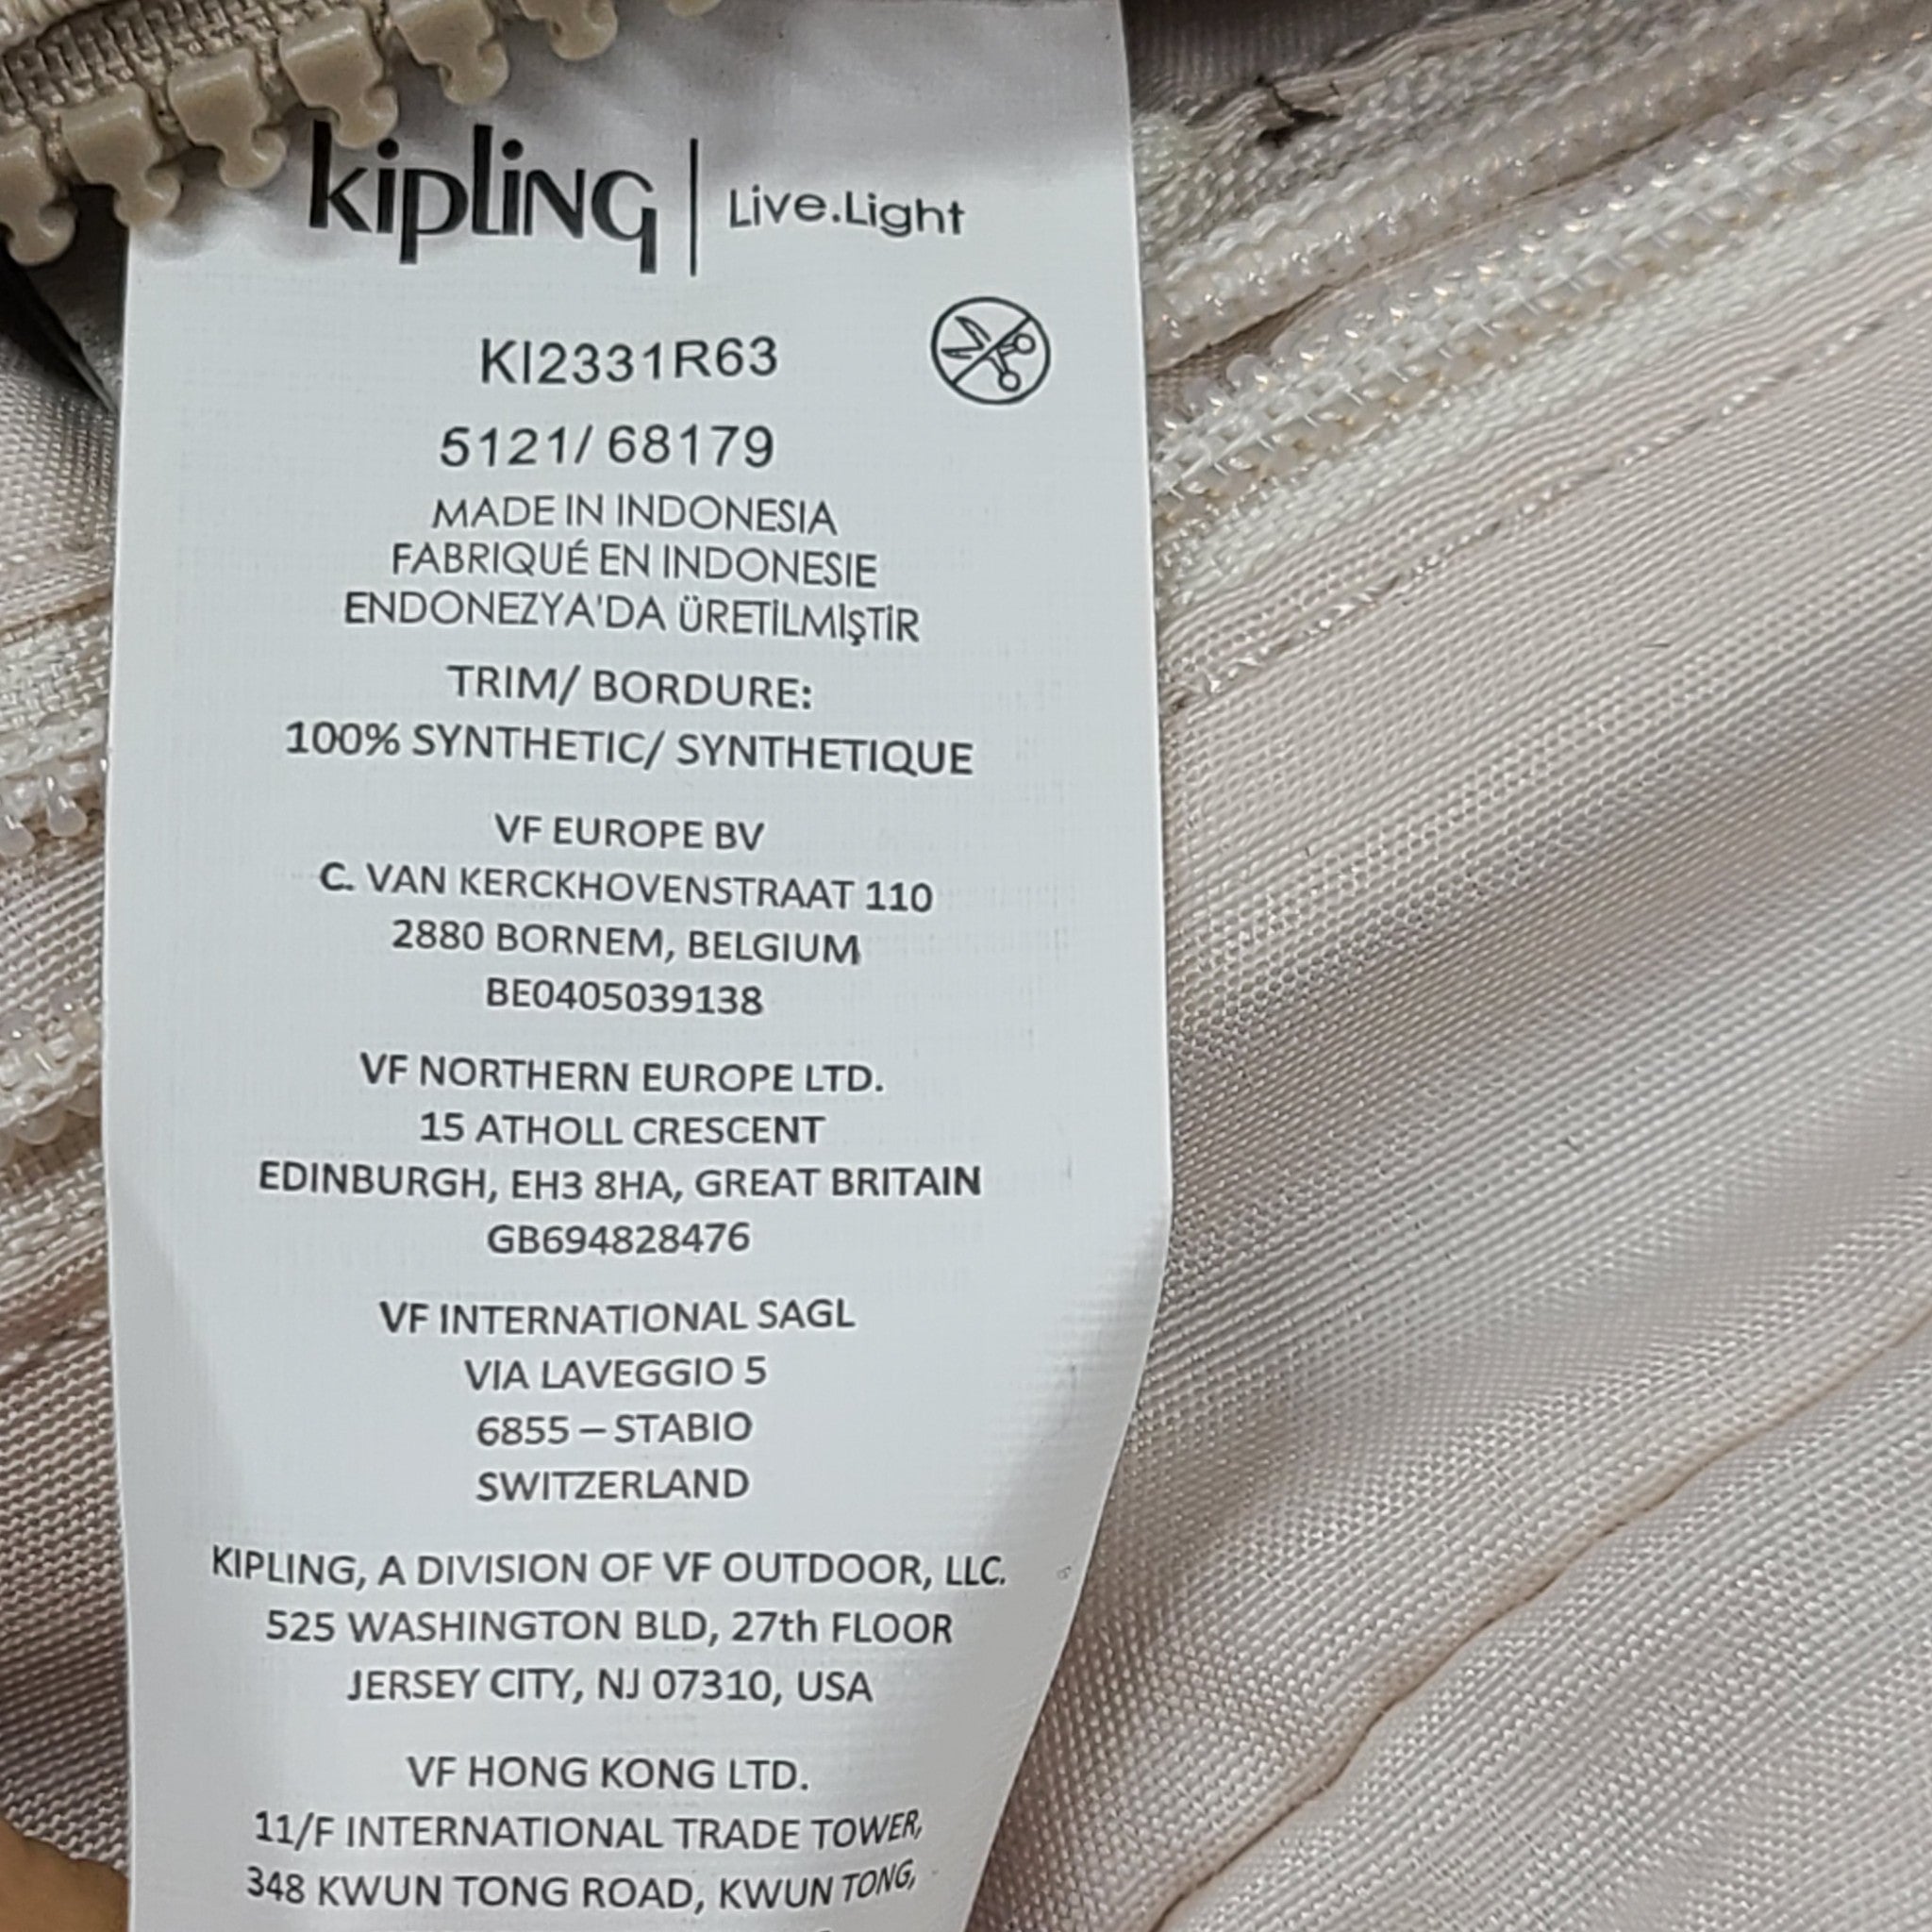 kipling | Live.Light
KI2331R63
5121/ 68179
MADE IN INDONESIA
FABRIQUÉ EN INDONESIE
ENDONEZYA'DA ÜRETİLMİŞTİR
TRIM/ BORDURE:
100% SYNTHETIC/ SYNTHETIQUE
VF EUROPE BV
C. VAN KERCKHOVENSTRAAT 110
2880 BORNEM, BELGIUM
BE0405039138
VF NORTHERN EUROPE LTD.
15 ATHOLL CRESCENT
EDINBURGH, EH3 8HA, GREAT BRITAIN
GB694828476
VF INTERNATIONAL SAGL
VIA LAVEGGIO 5
6855 – STABIO
SWITZERLAND
KIPLING, A DIVISION OF VF OUTDOOR, LLC.
525 WASHINGTON BLD, 27th FLOOR
JERSEY CITY, NJ 07310, USA
VF HONG KONG LTD.
11/F INTERNATIONAL TRADE TOWER,
348 KWUN TONG ROAD, KWUN TONG,